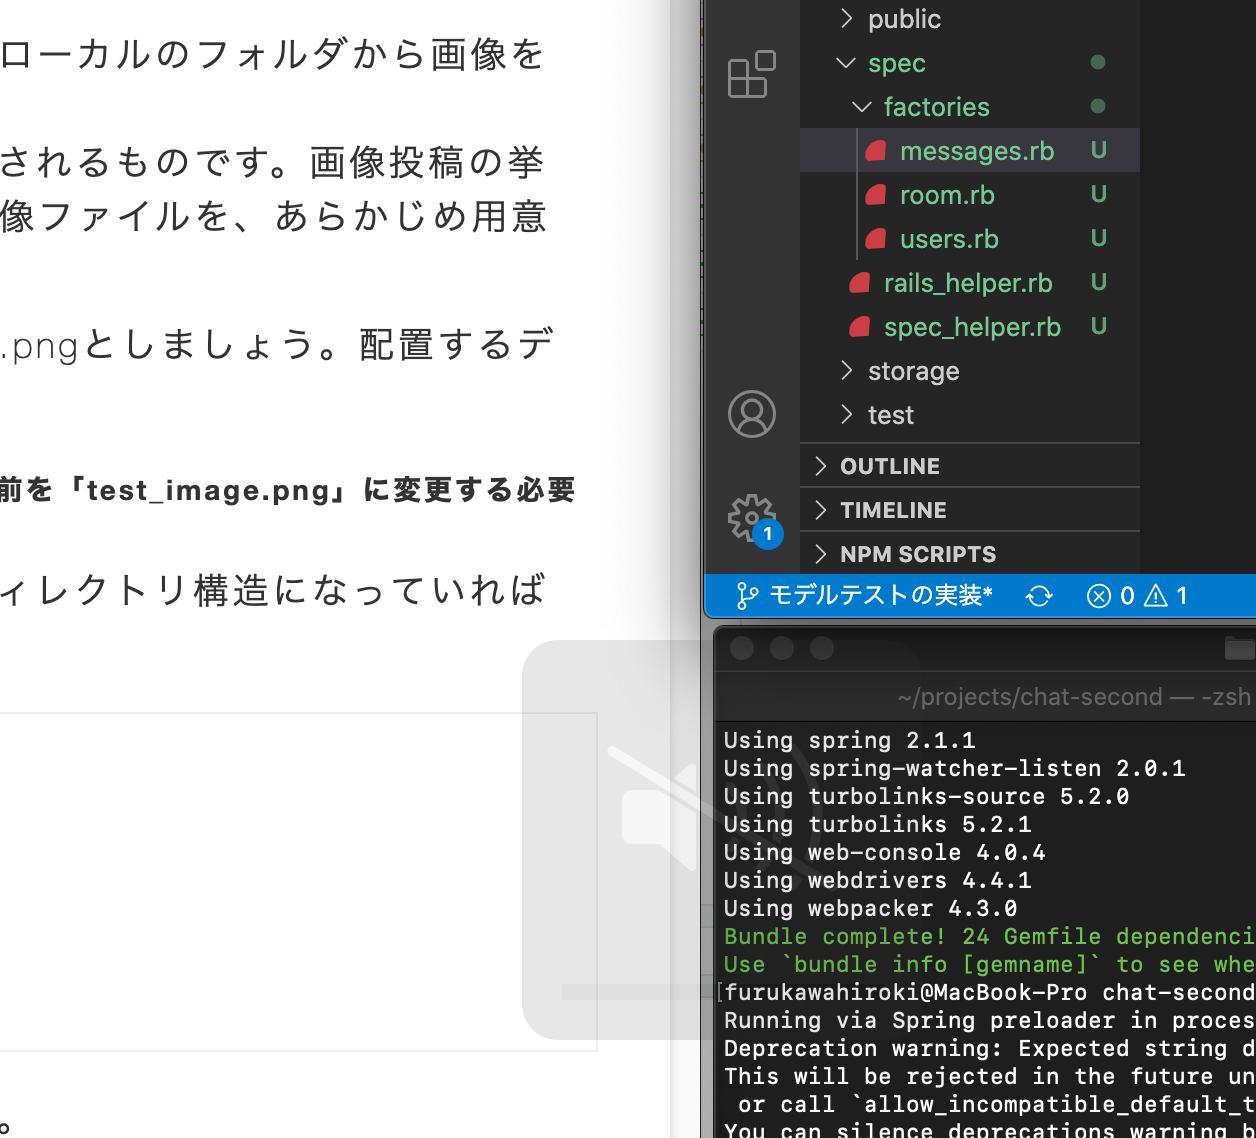 ローカルのフォルダから画像を
されるものです。画像投稿の挙
像ファイルを、あらかじめ用意
.pngとしましょう。配置するデ
前を「test_image.png」に変更する必要
ィレクトリ構造になっていれば
。
public
spec
factories
messages.rb U
room.rb U
users.rb U
rails_helper.rb U
spec_helper.rb U
storage
test
OUTLINE
TIMELINE
NPM SCRIPTS
1
モデルテストの実装* 0 1
~/projects/chat-second — -zsh
Using spring 2.1.1
Using spring-watcher-listen 2.0.1
Using turbolinks-source 5.2.0
Using turbolinks 5.2.1
Using web-console 4.0.4
Using webdrivers 4.4.1
Using webpacker 4.3.0
Bundle complete! 24 Gemfile dependenci
Use `bundle info [gemname]` to see whe
[furukawahiroki@MacBook-Pro chat-second
Running via Spring preloader in proces
Deprecation warning: Expected string d
This will be rejected in the future un
or call `allow_incompatible_default_t
You can silence deprecations warning b